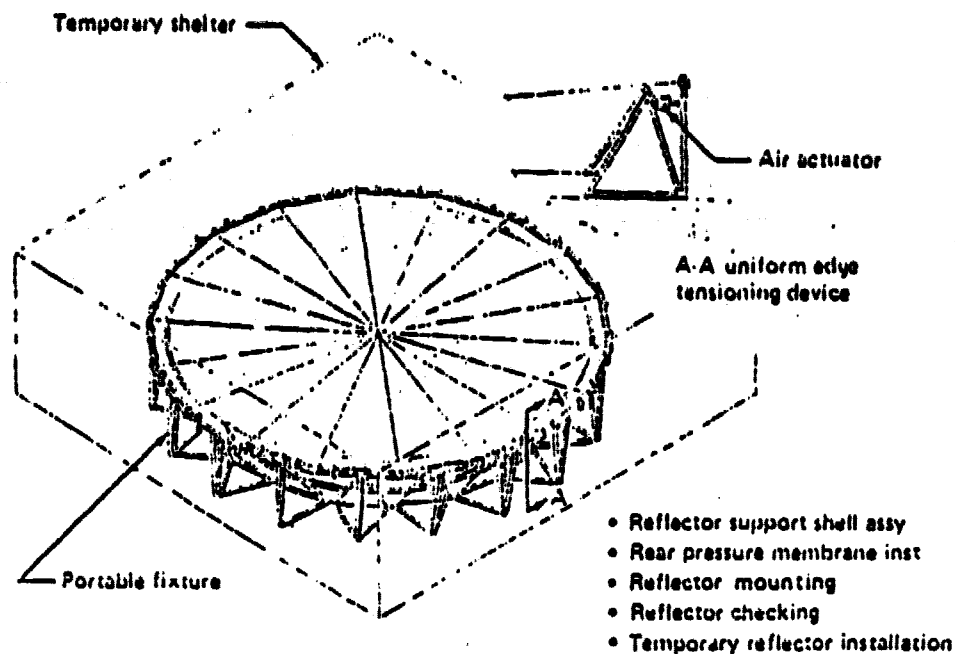 Temporary shelter
Air actuator
A-A uniform edge
tensioning device
A
A
Portable fixture
• Reflector support shell assy
• Rear pressure membrane inst
• Reflector mounting
• Reflector checking
• Temporary reflector installation